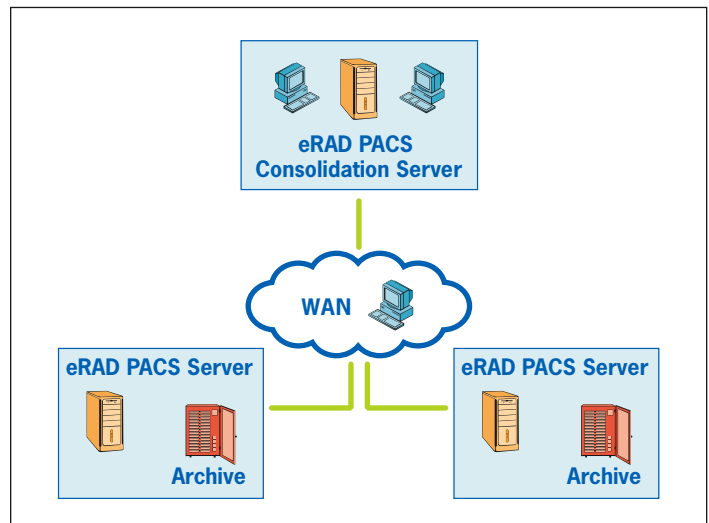 eRAD PACS
Consolidation Server
WAN
eRAD PACS Server
Archive
eRAD PACS Server
Archive